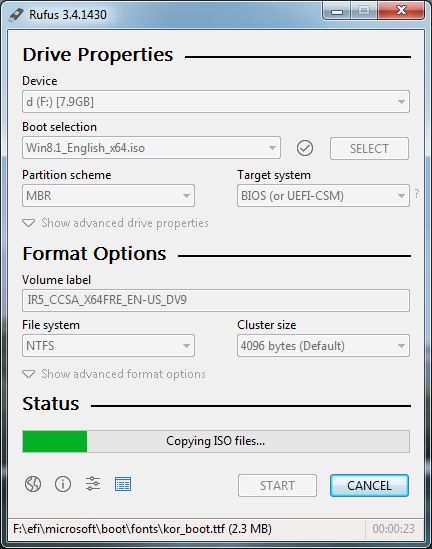 Rufus 3.4.1430
Drive Properties
Device
d (F:) [7.9GB]
Boot selection
Win8.1_English_x64.iso
SELECT
Partition scheme
Target system
MBR
BIOS (or UEFI-CSM)
?
Show advanced drive properties
Format Options
Volume label
IR5_CCSA_X64FRE_EN-US_DV9
File system
Cluster size
NTFS
4096 bytes (Default)
Show advanced format options
Status
Copying ISO files...
START
CANCEL
F:\efi\microsoft\boot\fonts\kor_boot.ttf (2.3 MB)
00:00:23